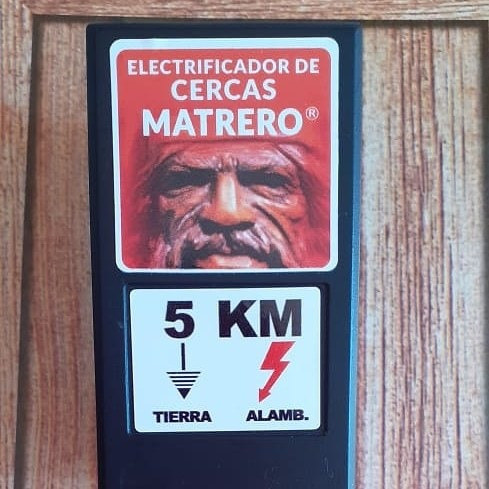 ELECTRIFICADOR DE
CERCAS
MATRERO®
5 KM
TIERRA ALAMB.